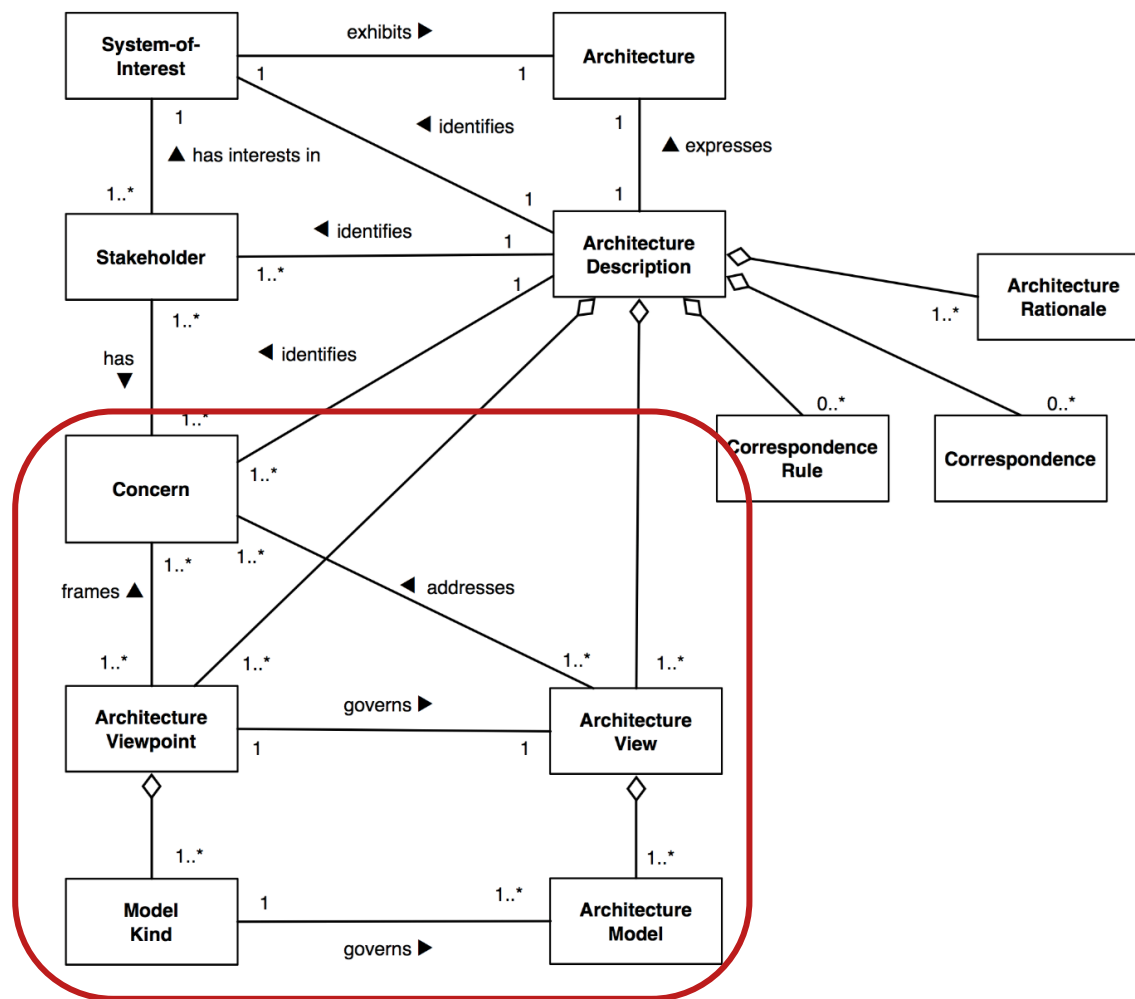 System-of-
Interest
exhibits ▶
Architecture
1
1
1
◀ identifies
1
▲ has interests in
▲ expresses
1..*
1
1
Stakeholder
◀ identifies
1
Architecture
Description
1..*
1
Architecture
Rationale
1..*
1..*
has
▼
◀ identifies
1..*
0..*
0..*
Concern
1..*
Correspondence
Rule
Correspondence
1..*
1..*
frames ▲
◀ addresses
1..*
1..*
1..*
1..*
Architecture
Viewpoint
governs ▶
Architecture
View
1
1
1..*
1..*
Model
Kind
1
1..*
Architecture
Model
governs ▶